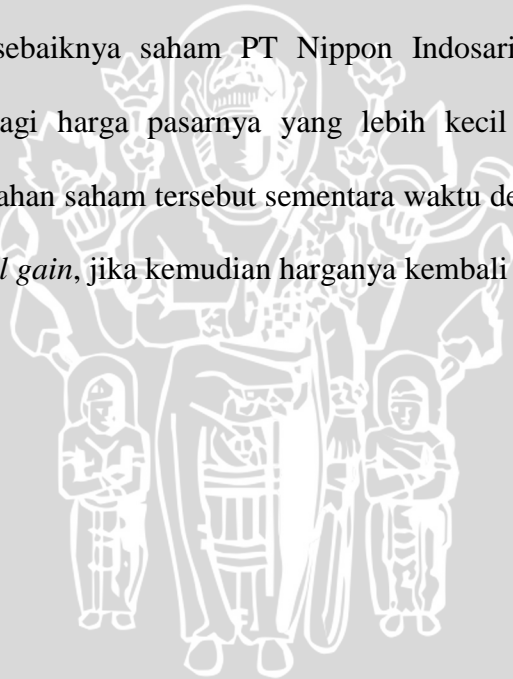 sebaiknya saham PT Nippon Indosari
agi harga pasarnya yang lebih kecil
ahan saham tersebut sementara waktu de
l gain, jika kemudian harganya kembali